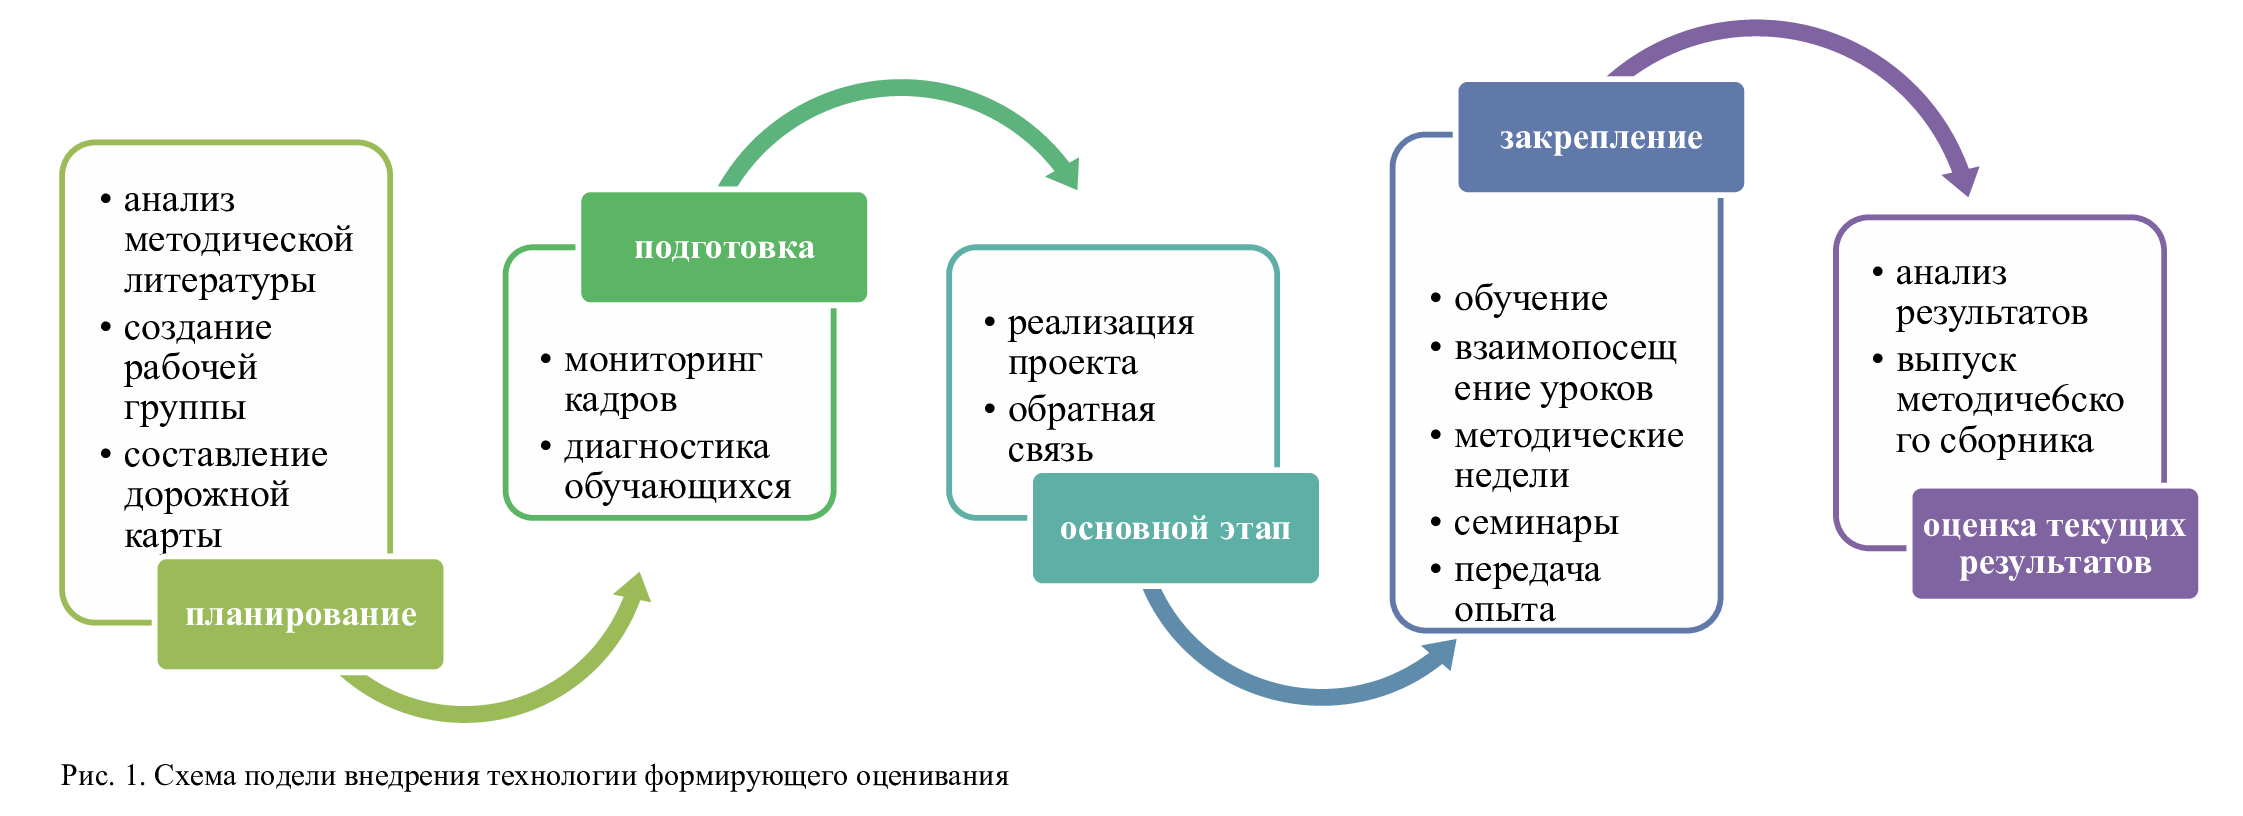 • анализ
методической
литературы
• создание
рабочей
группы
• составление
дорожной
карты
планирование
подготовка
• мониторинг
кадров
• диагностика
обучающихся
• реализация
проекта
• обратная
связь
основной этап
закрепление
• обучение
• взаимопосещ
ение уроков
• методические
недели
• семинары
• передача
опыта
• анализ
результатов
• выпуск
методичебско
го сборника
оценка текущих
результатов
Рис. 1. Схема подели внедрения технологии формирующего оценивания